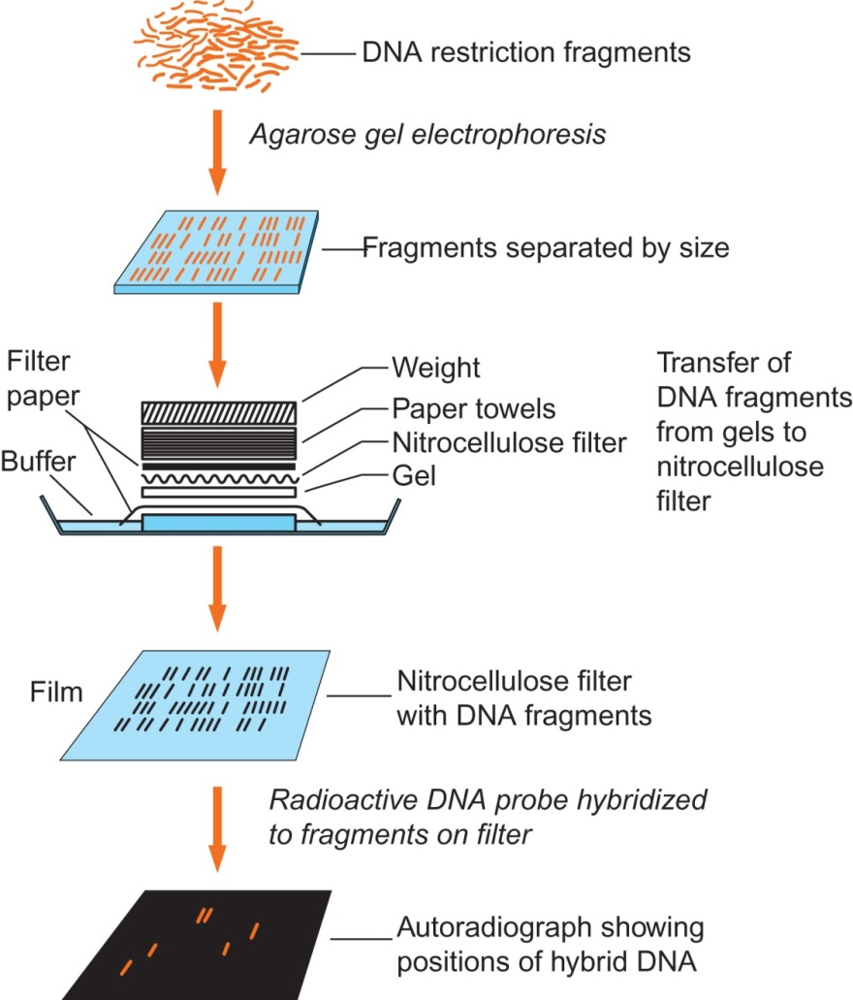 DNA restriction fragments
Agarose gel electrophoresis
Fragments separated by size
Filter
paper
Buffer
Weight
Paper towels
Nitrocellulose filter
Gel
Transfer of
DNA fragments
from gels to
nitrocellulose
filter
Film
Nitrocellulose filter
with DNA fragments
Radioactive DNA probe hybridized
to fragments on filter
Autoradiograph showing
positions of hybrid DNA